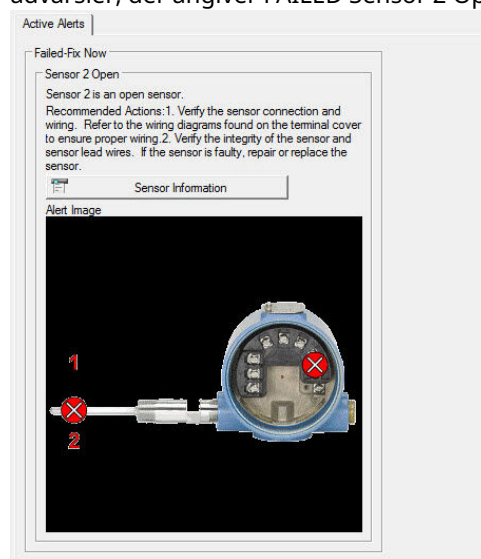 advarsler, der angiver FAILED Sensor 2 Op
Active Alerts
Failed-Fix Now
Sensor 2 Open
Sensor 2 is an open sensor.
Recommended Actions:1. Verify the sensor connection and
wiring. Refer to the wiring diagrams found on the terminal cover
to ensure proper wiring.2. Verify the integrity of the sensor and
sensor lead wires. If the sensor is faulty, repair or replace the
sensor.
Sensor Information
Alert Image
1
2